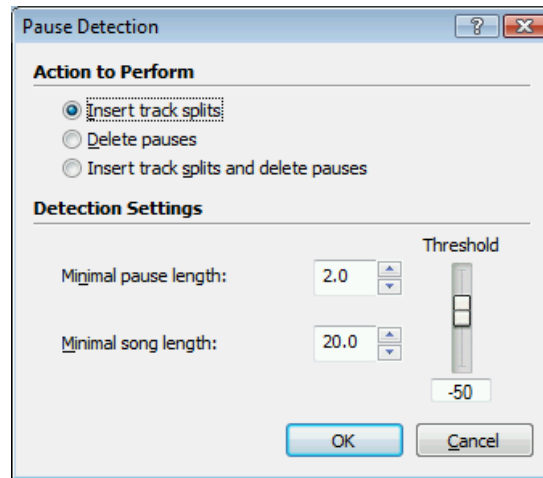 Pause Detection
Action to Perform
Insert track splits
Delete pauses
Insert track splits and delete pauses
Detection Settings
Threshold
Minimal pause length: 2.0
Minimal song length: 20.0
-50
OK Cancel